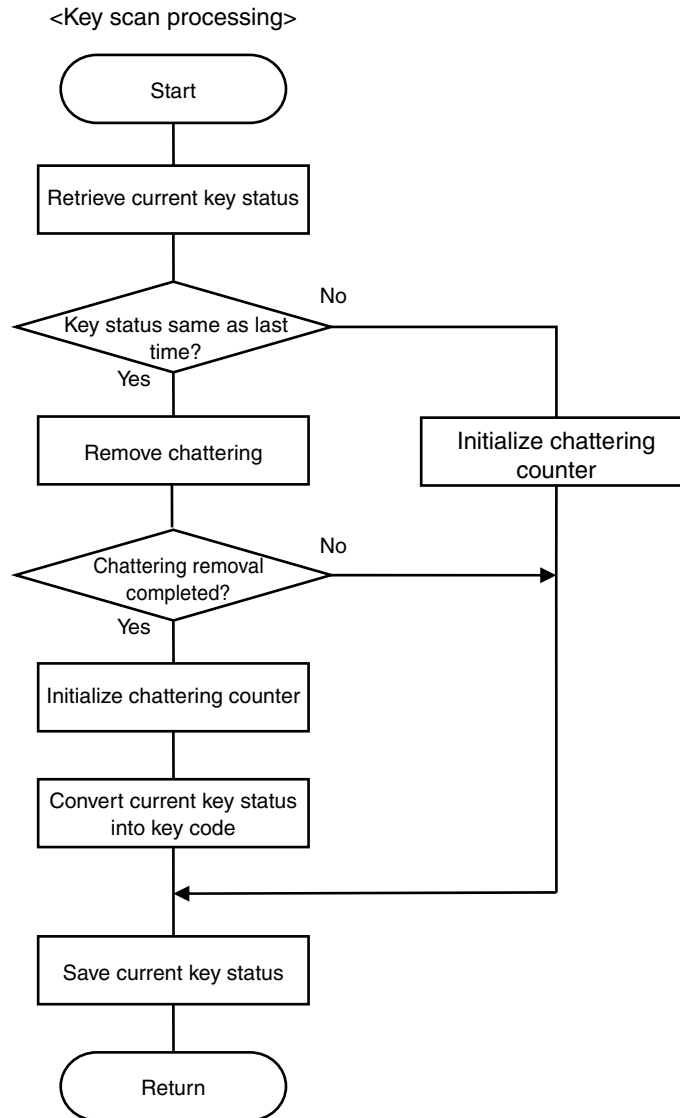 <Key scan processing>
Start
Retrieve current key status
No
Key status same as last
time?
Yes
Remove chattering
Initialize chattering
counter
No
Chattering removal
completed?
Yes
Initialize chattering counter
Convert current key status
into key code
Save current key status
Return